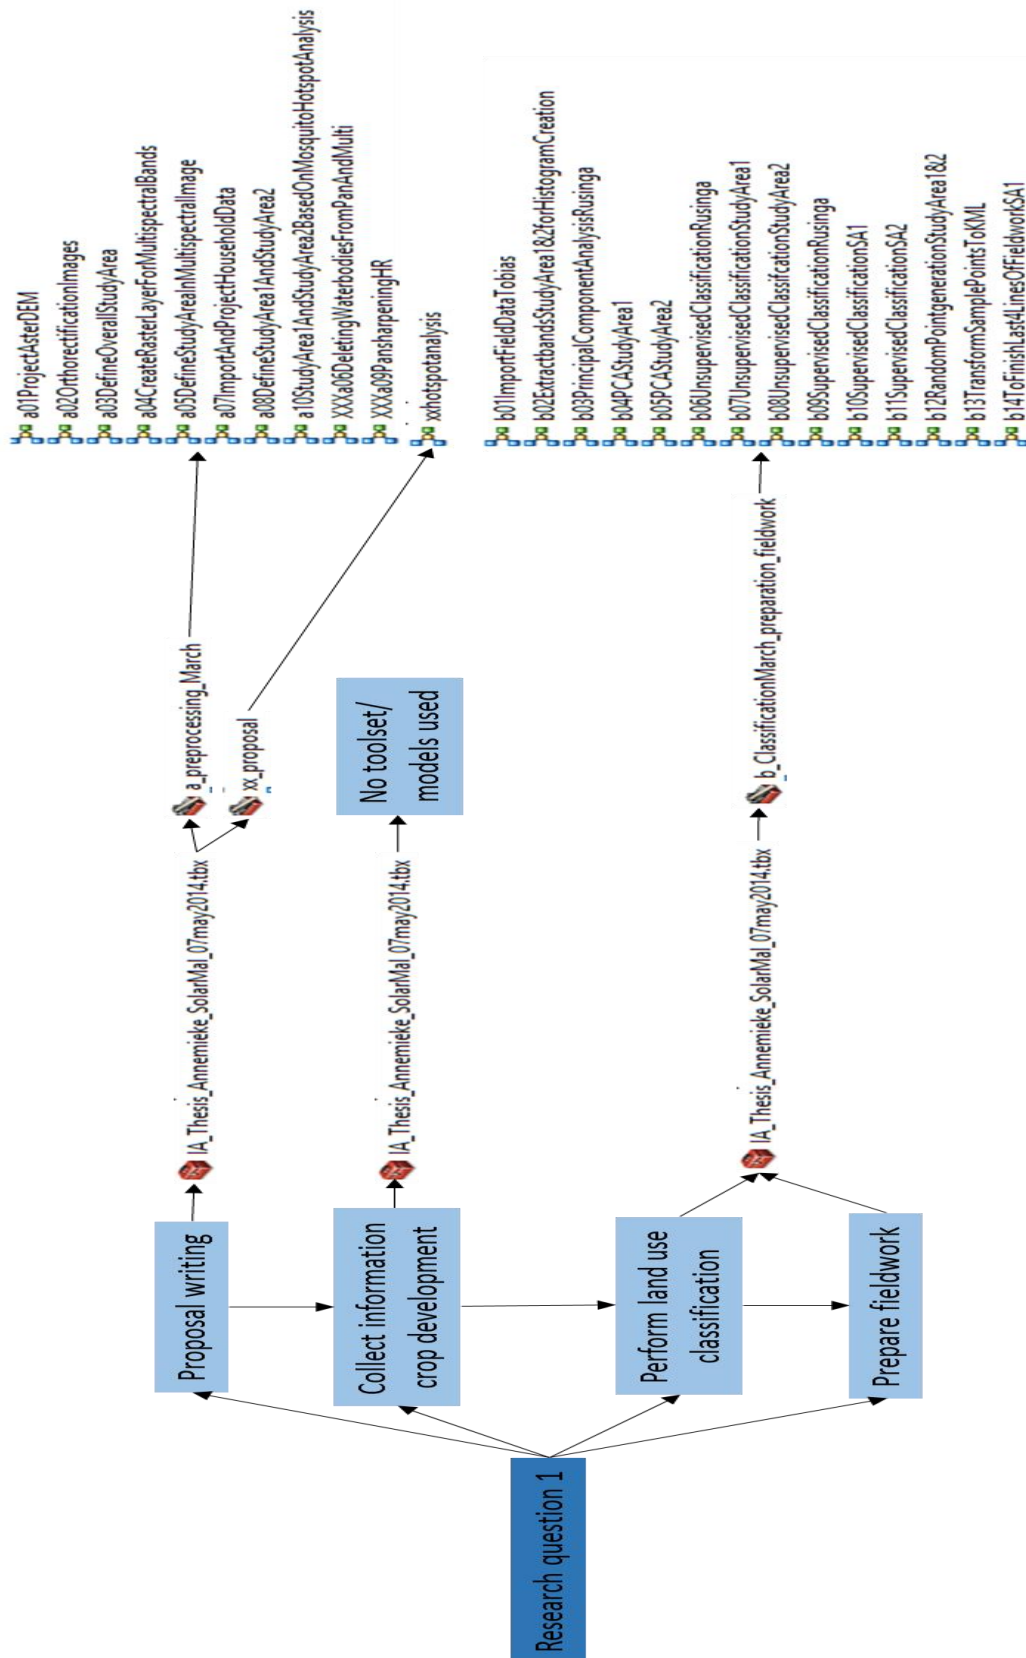 Research question 1
Proposal writing
IA_Thesis_Annemieke_SolarMal_07may2014.tbx
a_preprocessing_March
xx_proposal
a01ProjectAsterDEM
a02OrthorectificationImages
a03DefineOverallStudyArea
a04CreateRasterLayerForMultispectralBands
a05DefineStudyAreaInMultispectralImage
a07ImportAndProjectHouseholdData
a08DefineStudyArea1AndStudyArea2
a10StudyArea1AndStudyArea2BasedOnMosquitoHotspotAnalysis
XXXa06DeletingWaterbodiesFromPanAndMulti
XXXa09PansharpeningHR
xxhotspotanalysis
Collect information
crop development
IA_Thesis_Annemieke_SolarMal_07may2014.tbx
No toolset/
models used
Perform land use
classification
Prepare fieldwork
IA_Thesis_Annemieke_SolarMal_07may2014.tbx
b_ClassificationMarch_preparation_fieldwork
b01ImportFieldDataTobias
b02ExtractbandsStudyArea1&2forHistogramCreation
b03PrincipalComponentAnalysisRusinga
b04PCAStudyArea1
b05PCAStudyArea2
b06UnsupervisedClassificationRusinga
b07UnsupervisedClassificationStudyArea1
b08UnsupervisedClassifcationStudyArea2
b09SupervisedClassificationRusinga
b10SupervisedClassificationSA1
b11SupervisedClassificationSA2
b12RandomPointgenerationStudyArea1&2
b13TransformSamplePointsToKML
b14ToFinishLast4LinesOfFieldworkSA1